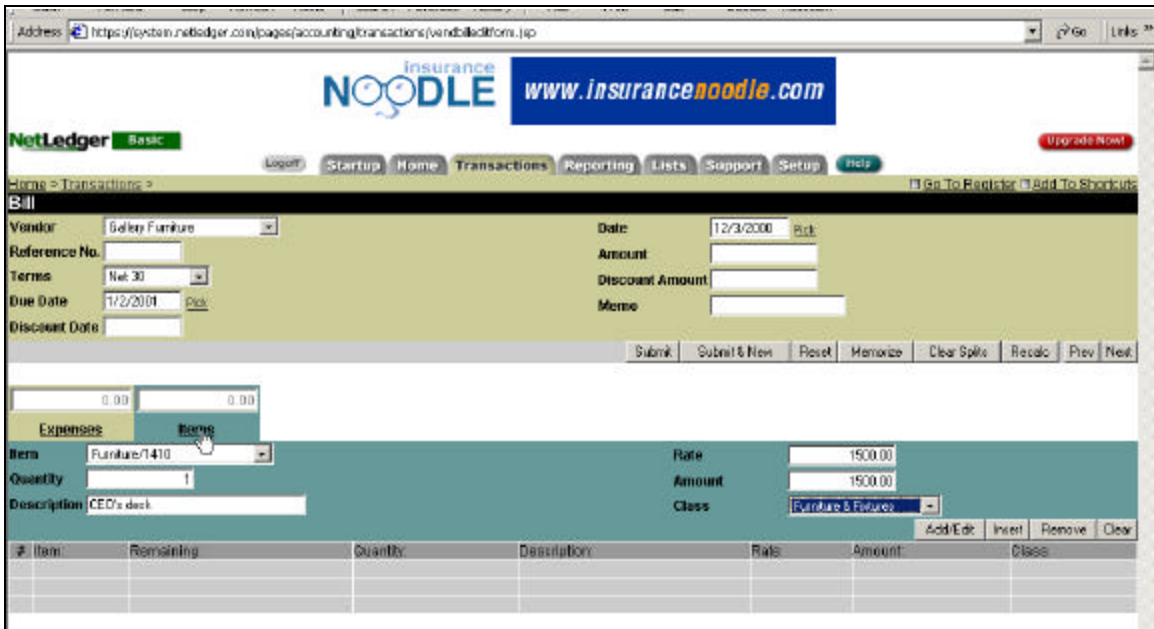 Address https://system.netledger.com/pages/accounting/transactions/vendbilleditform.jsp Go Links »
insurance
NOODLE www.insurancenoodle.com
NetLedger Basic Upgrade Now!
Logoff Startup Home Transactions Reporting Lists Support Setup Help
Home > Transactions > Go To Register Add To Shortcuts
Bill
Vendor Gallery Furniture Date 12/3/2000 Pick
Reference No. Amount
Terms Net 30 Discount Amount
Due Date 1/2/2001 Pick Memo
Discount Date
Submit Submit & New Reset Memorize Clear Splits Recalc Prev Next
0.00 0.00
Expenses Items
Item Furniture/1410 Rate 1500.00
Quantity 1 Amount 1500.00
Description CEO's desk Class Furniture & Fixtures
Add/Edit Insert Remove Clear
# Item: Remaining: Quantity: Description: Rate: Amount: Class: